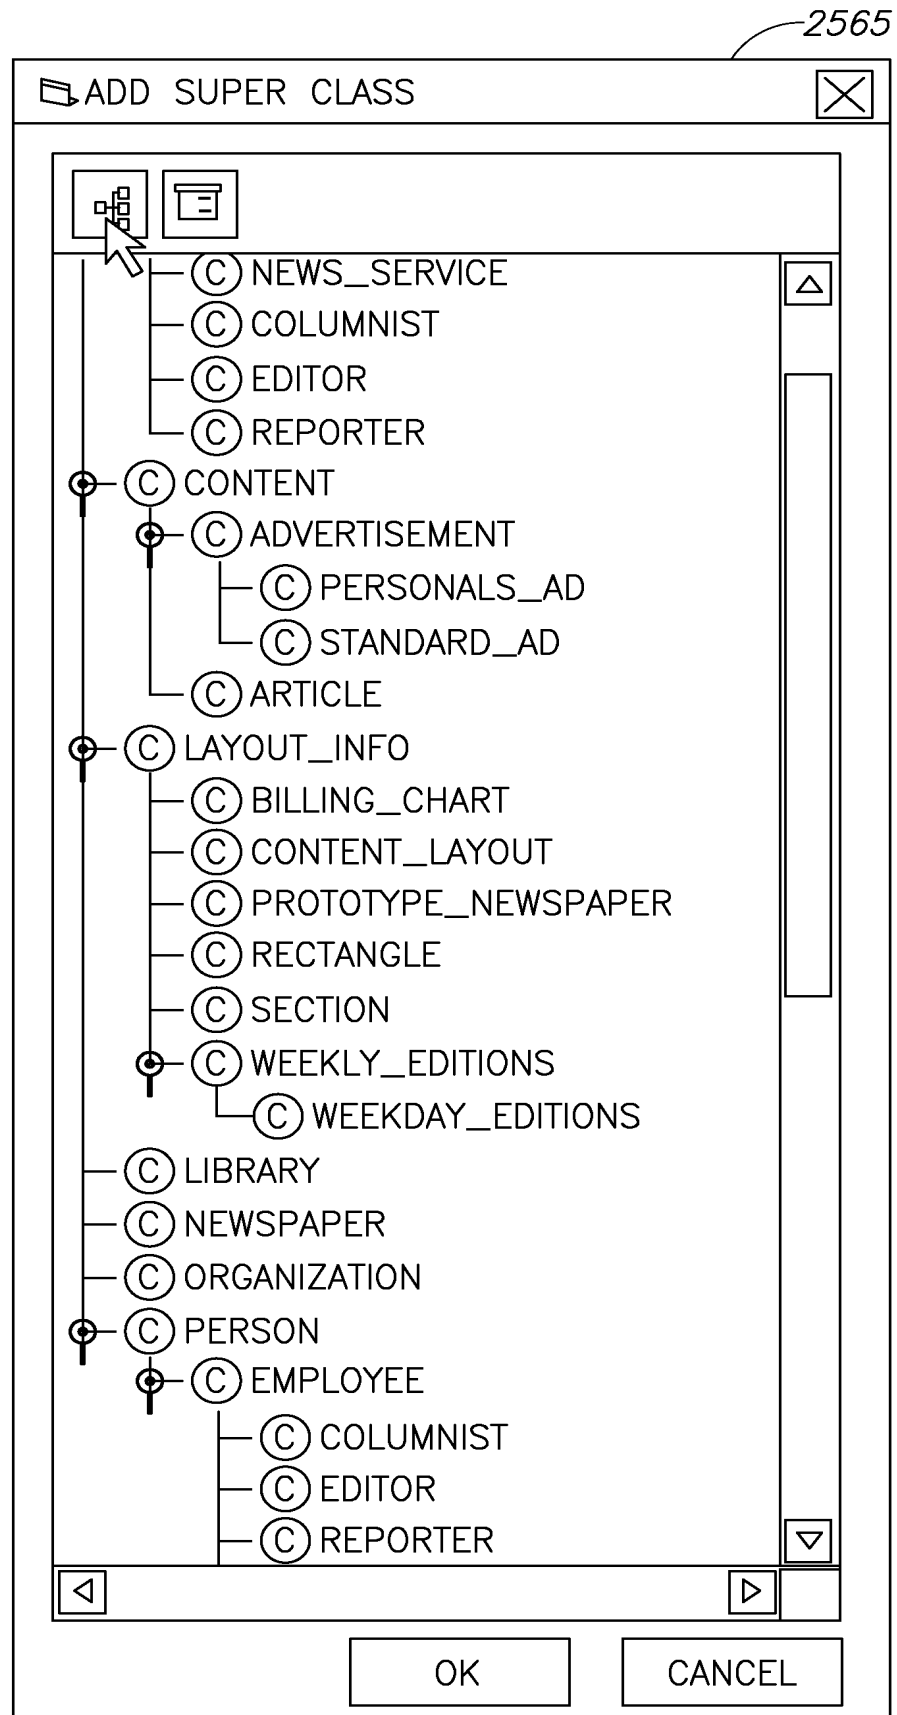 2565
ADD SUPER CLASS
C NEWS_SERVICE
C COLUMNIST
C EDITOR
C REPORTER
C CONTENT
C ADVERTISEMENT
C PERSONALS_AD
C STANDARD_AD
C ARTICLE
C LAYOUT_INFO
C BILLING_CHART
C CONTENT_LAYOUT
C PROTOTYPE_NEWSPAPER
C RECTANGLE
C SECTION
C WEEKLY_EDITIONS
C WEEKDAY_EDITIONS
C LIBRARY
C NEWSPAPER
C ORGANIZATION
C PERSON
C EMPLOYEE
C COLUMNIST
C EDITOR
C REPORTER
OK CANCEL